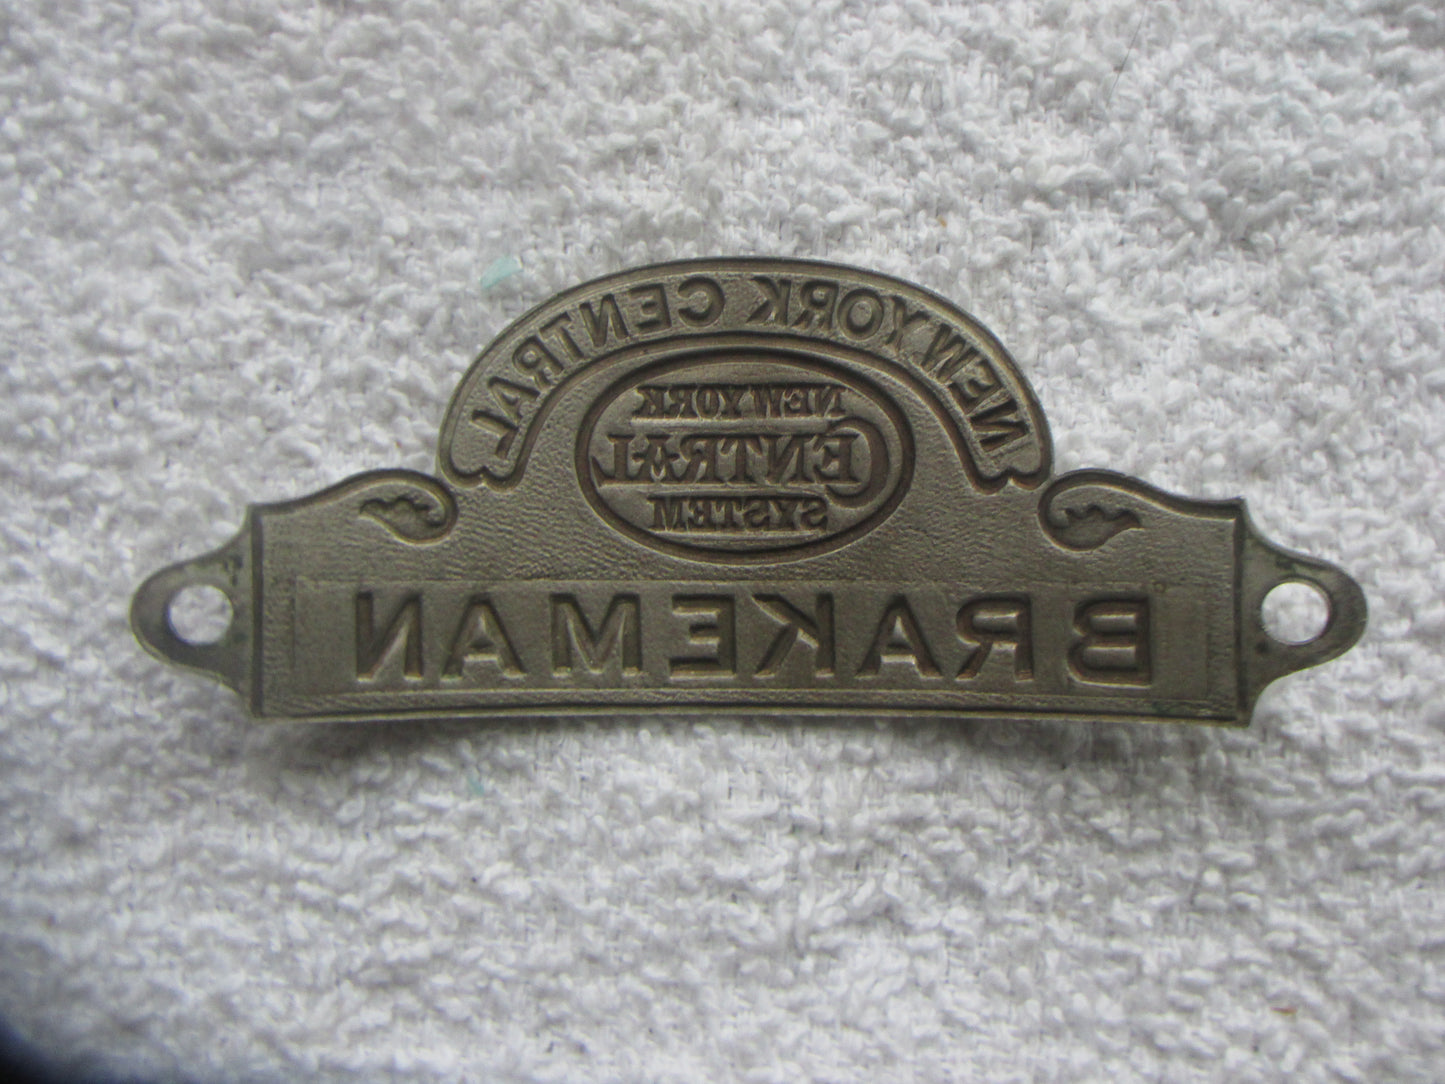 NEW YORK CENTRAL
NEW YORK
CENTRAL
SYSTEM
BRAKEMAN